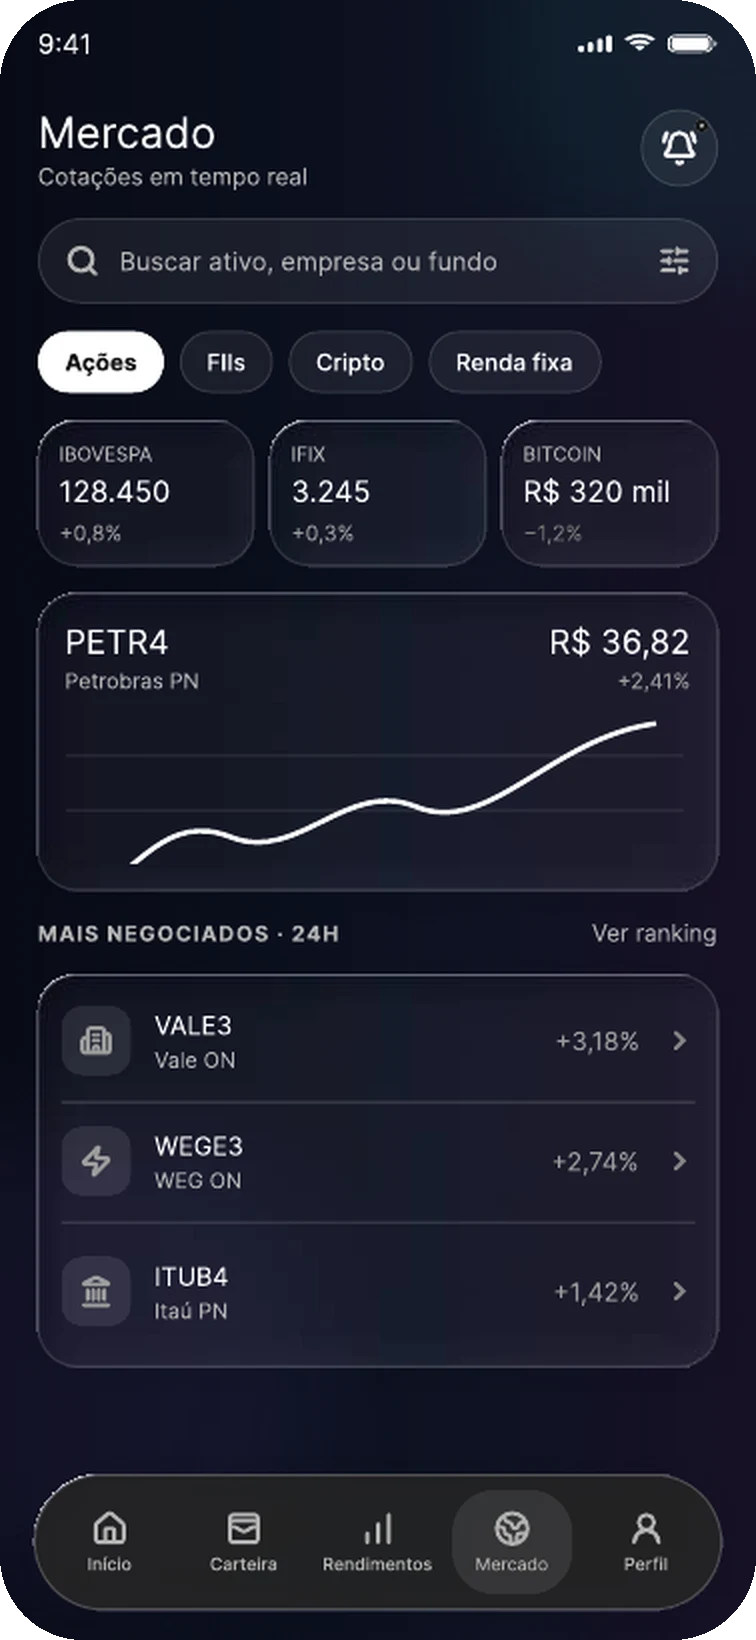 9:41
Mercado
Cotações em tempo real
Buscar ativo, empresa ou fundo
Ações FIIs Cripto Renda fixa
IBOVESPA
128.450
+0,8%
IFIX
3.245
+0,3%
BITCOIN
R$ 320 mil
−1,2%
PETR4 R$ 36,82
Petrobras PN +2,41%
MAIS NEGOCIADOS · 24H Ver ranking
VALE3
Vale ON
+3,18%
WEGE3
WEG ON
+2,74%
ITUB4
Itaú PN
+1,42%
Início Carteira Rendimentos Mercado Perfil